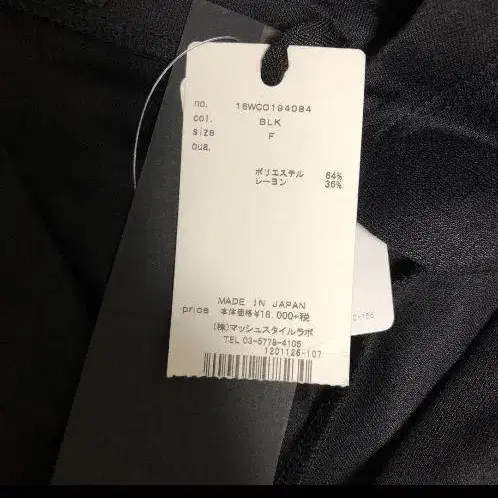 no. 16WCO194084
col. BLK
size F
qua.
ポリエステル 64%
レーヨン 36%
MADE IN JAPAN
price 本体価格¥18,000+税
(株)マッシュスタイルラボ
TEL 03-5778-4105
1201126-107